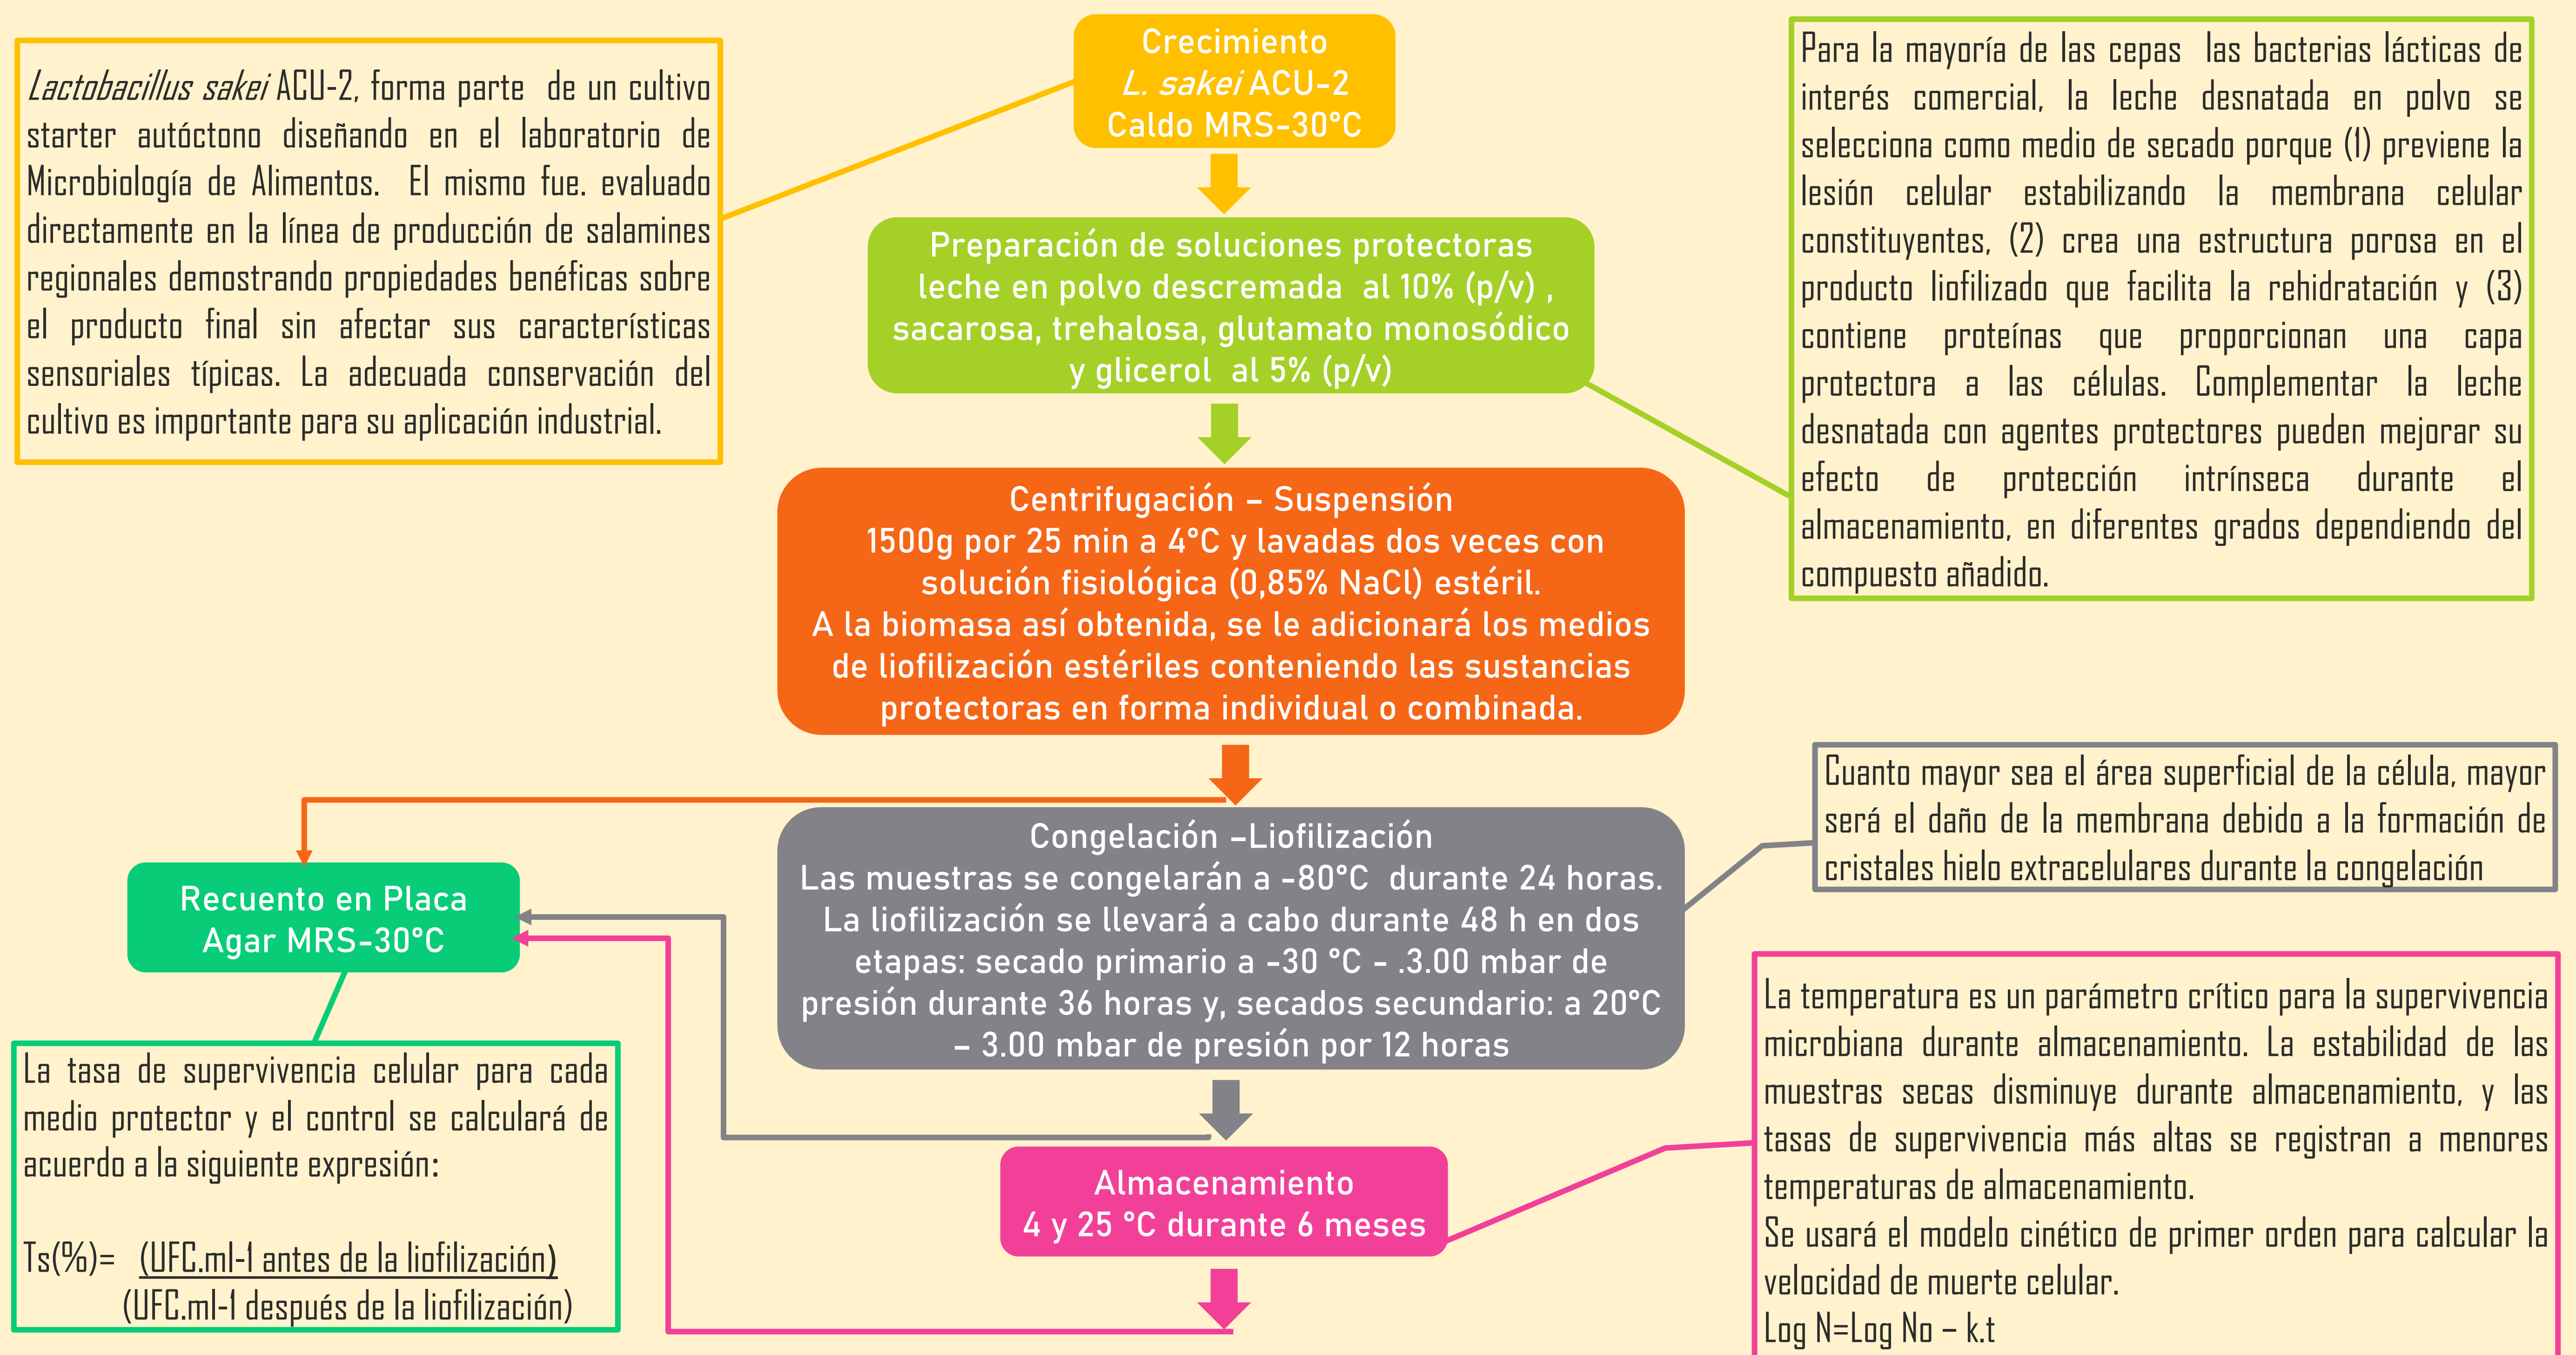 Lactobacillus sakei ACU-2, forma parte de un cultivo
starter autóctono diseñando en el laboratorio de
Microbiología de Alimentos. El mismo fue. evaluado
directamente en la línea de producción de salamines
regionales demostrando propiedades benéficas sobre
el producto final sin afectar sus características
sensoriales típicas. La adecuada conservación del
cultivo es importante para su aplicación industrial.
Crecimiento
L. sakei ACU-2
Caldo MRS-30°C
Preparación de soluciones protectoras
leche en polvo descremada al 10% (p/v) ,
sacarosa, trehalosa, glutamato monosódico
y glicerol al 5% (p/v)
Para la mayoría de las cepas las bacterias lácticas de
interés comercial, la leche desnatada en polvo se
selecciona como medio de secado porque (1) previene la
lesión celular estabilizando la membrana celular
constituyentes, (2) crea una estructura porosa en el
producto liofilizado que facilita la rehidratación y (3)
contiene proteínas que proporcionan una capa
protectora a las células. Complementar la leche
desnatada con agentes protectores pueden mejorar su
efecto de protección intrínseca durante el
almacenamiento, en diferentes grados dependiendo del
compuesto añadido.
Centrifugación – Suspensión
1500g por 25 min a 4°C y lavadas dos veces con
solución fisiológica (0,85% NaCl) estéril.
A la biomasa así obtenida, se le adicionará los medios
de liofilización estériles conteniendo las sustancias
protectoras en forma individual o combinada.
Congelación –Liofilización
Las muestras se congelarán a -80°C durante 24 horas.
La liofilización se llevará a cabo durante 48 h en dos
etapas: secado primario a -30 °C - .3.00 mbar de
presión durante 36 horas y, secados secundario: a 20°C
– 3.00 mbar de presión por 12 horas
Cuanto mayor sea el área superficial de la célula, mayor
será el daño de la membrana debido a la formación de
cristales hielo extracelulares durante la congelación
Recuento en Placa
Agar MRS-30°C
La tasa de supervivencia celular para cada
medio protector y el control se calculará de
acuerdo a la siguiente expresión:
Ts(%)= (UFC.ml-1 antes de la liofilización)
(UFC.ml-1 después de la liofilización)
Almacenamiento
4 y 25 °C durante 6 meses
La temperatura es un parámetro crítico para la supervivencia
microbiana durante almacenamiento. La estabilidad de las
muestras secas disminuye durante almacenamiento, y las
tasas de supervivencia más altas se registran a menores
temperaturas de almacenamiento.
Se usará el modelo cinético de primer orden para calcular la
velocidad de muerte celular.
Log N=Log No – k.t